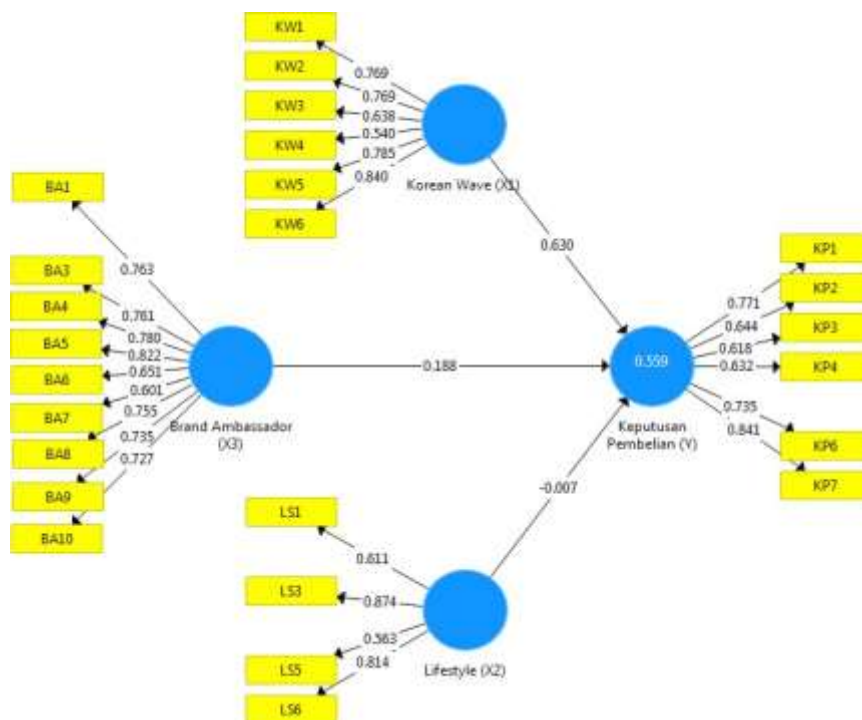 KW1
KW2
KW3
KW4
KW5
KW6
0.769
0.769
0.638
0.540
0.785
0.840
Korean Wave (X1)
0.630
BA1
BA3
BA4
BA5
BA6
BA7
BA8
BA9
BA10
0.763
0.761
0.780
0.822
0.651
0.601
0.755
0.735
0.727
Brand Ambassador
(X3)
0.188
0.559
Keputusan
Pembelian (Y)
KP1
KP2
KP3
KP4
KP6
KP7
0.771
0.644
0.618
0.632
0.735
0.841
-0.007
LS1
LS3
LS5
LS6
0.611
0.874
0.563
0.814
Lifestyle (X2)